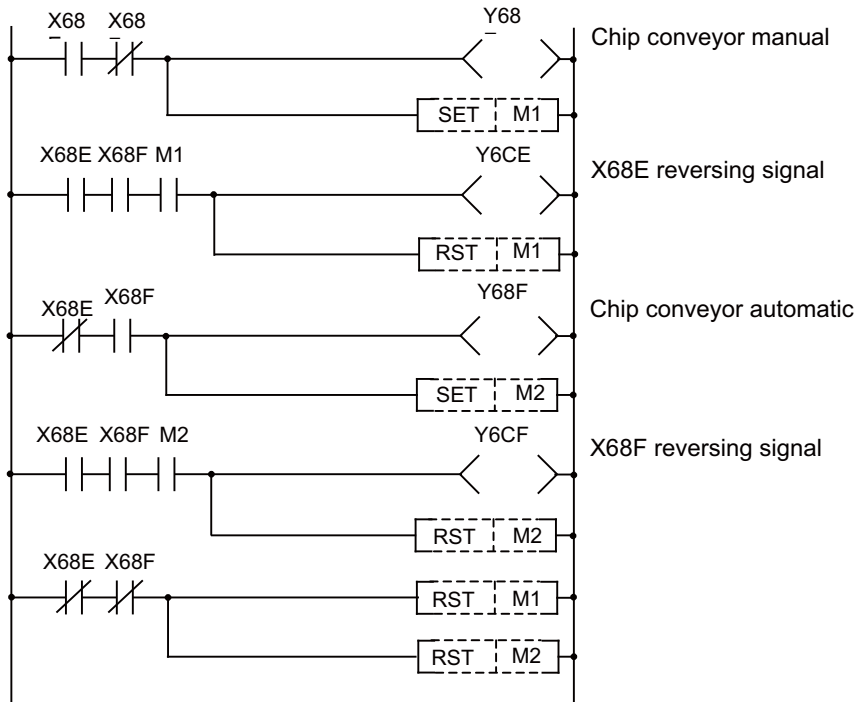 X68 X68 Y68
_ _ _
Chip conveyor manual
SET M1
X68E X68F M1 Y6CE
X68E reversing signal
RST M1
X68E X68F Y68F
Chip conveyor automatic
SET M2
X68E X68F M2 Y6CF
X68F reversing signal
RST M2
X68E X68F
RST M1
RST M2